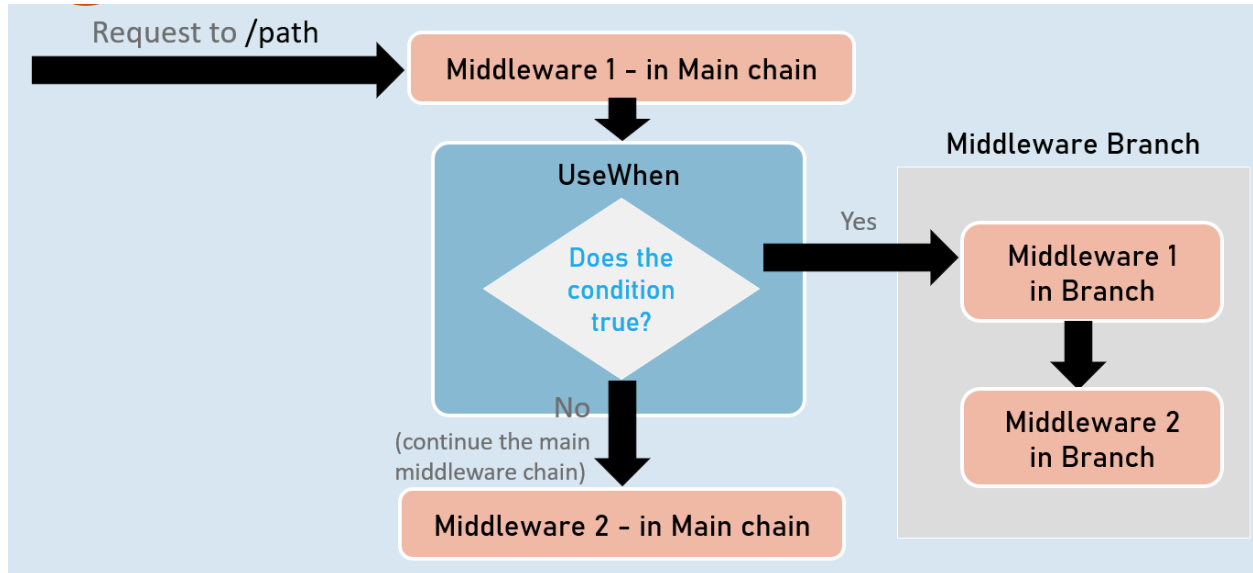 Request to /path
Middleware 1 - in Main chain
UseWhen
Does the
condition
true?
Yes
No
(continue the main
middleware chain)
Middleware 2 - in Main chain
Middleware Branch
Middleware 1
in Branch
Middleware 2
in Branch